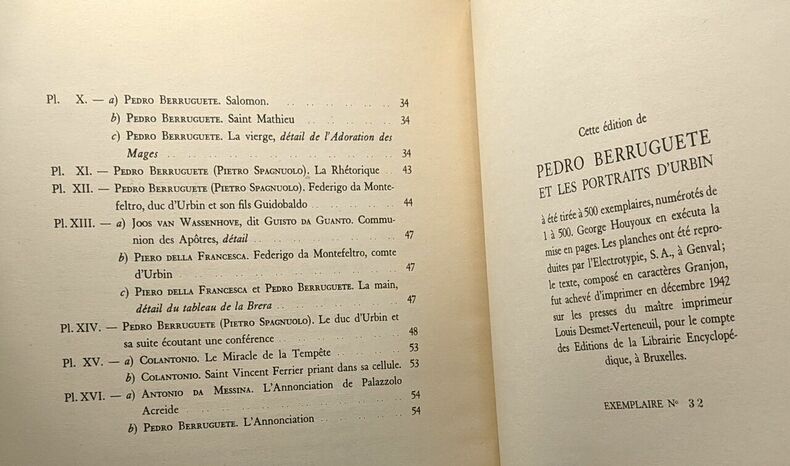 Pl. X. — a) Pedro Berruguete. Salomon. . . . . . . . . . 34
b) Pedro Berruguete. Saint Mathieu . . . . . . . 34
c) Pedro Berruguete. La vierge, détail de l'Adoration des
Mages . . . . . . . . . . . . . . 34
Pl. XI. — Pedro Berruguete (Pietro Spagnuolo). La Rhétorique . . 43
Pl. XII. — Pedro Berruguete (Pietro Spagnuolo). Federigo da Monte-
feltro, duc d'Urbin et son fils Guidobaldo . . . . . 44
Pl. XIII. — a) Joos van Wassenhove, dit Guisto da Guanto. Commu-
nion des Apôtres, détail . . . . . . . . . . 47
b) Piero della Francesca. Federigo da Montefeltro, comte
d'Urbin . . . . . . . . . . . . . 47
c) Piero della Francesca et Pedro Berruguete. La main,
détail du tableau de la Brera . . . . . . . . 47
Pl. XIV. — Pedro Berruguete (Pietro Spagnuolo). Le duc d'Urbin et
sa suite écoutant une conférence . . . . . . . . 48
Pl. XV. — a) Colantonio. Le Miracle de la Tempête . . . . . 53
b) Colantonio. Saint Vincent Ferrier priant dans sa cellule. 53
Pl. XVI. — a) Antonio da Messina. L'Annonciation de Palazzolo
Acreide . . . . . . . . . . . . . 54
b) Pedro Berruguete. L'Annonciation . . . . . . . 54
Cette édition de
PEDRO BERRUGUETE
ET LES PORTRAITS D'URBIN
à été tirée à 500 exemplaires, numérotés de
1 à 500. George Houyoux en exécuta la
mise en pages. Les planches ont été repro-
duites par l'Electrotypie, S. A., à Genval;
le texte, composé en caractères Granjon,
fut achevé d'imprimer en décembre 1942
sur les presses du maître imprimeur
Louis Desmet-Verteneuil, pour le compte
des Editions de la Librairie Encyclopé-
dique, à Bruxelles.
EXEMPLAIRE No 32